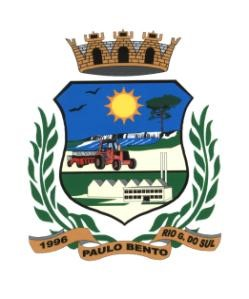 1996
PAULO BENTO
RIO G. DO SUL